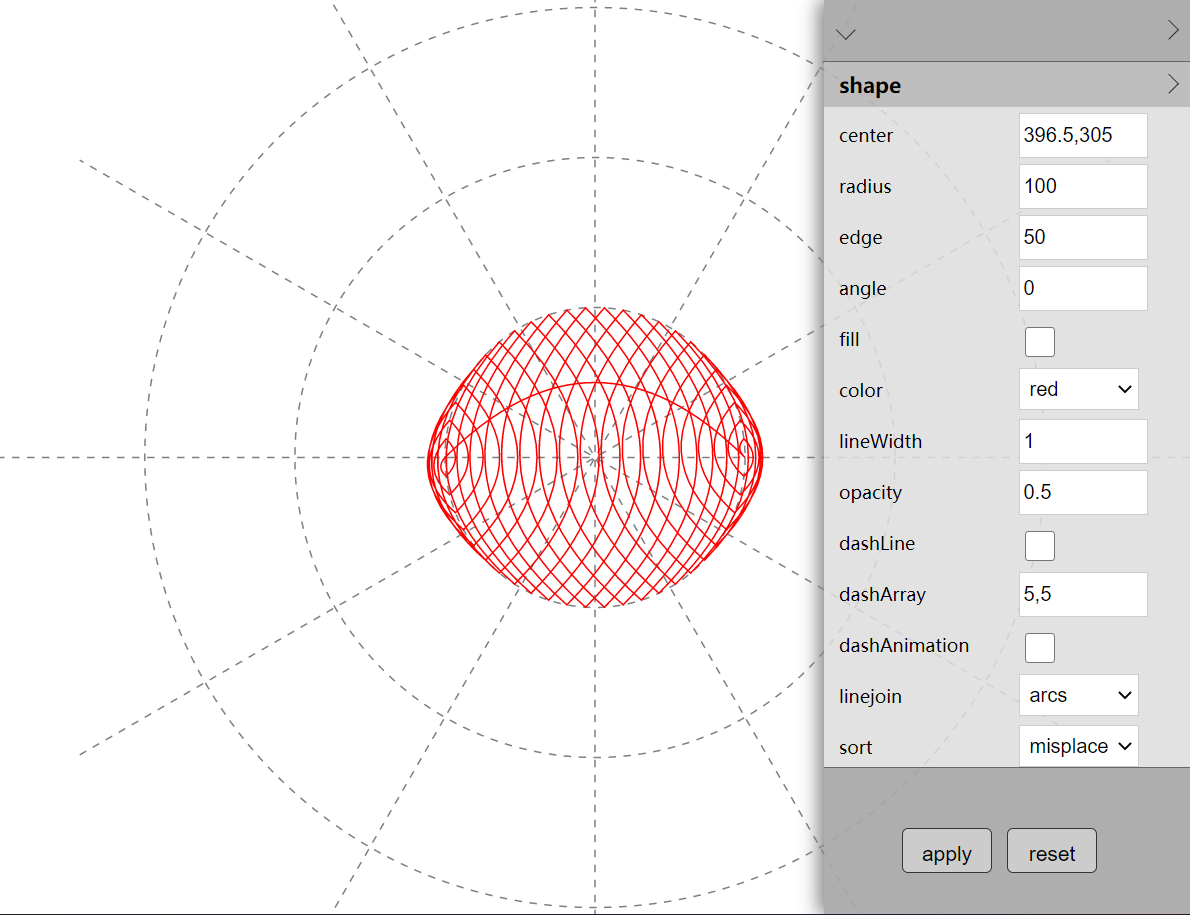 shape
center 396.5,305
radius 100
edge 50
angle 0
fill
color red
lineWidth 1
opacity 0.5
dashLine
dashArray 5,5
dashAnimation
linejoin arcs
sort misplace
apply reset